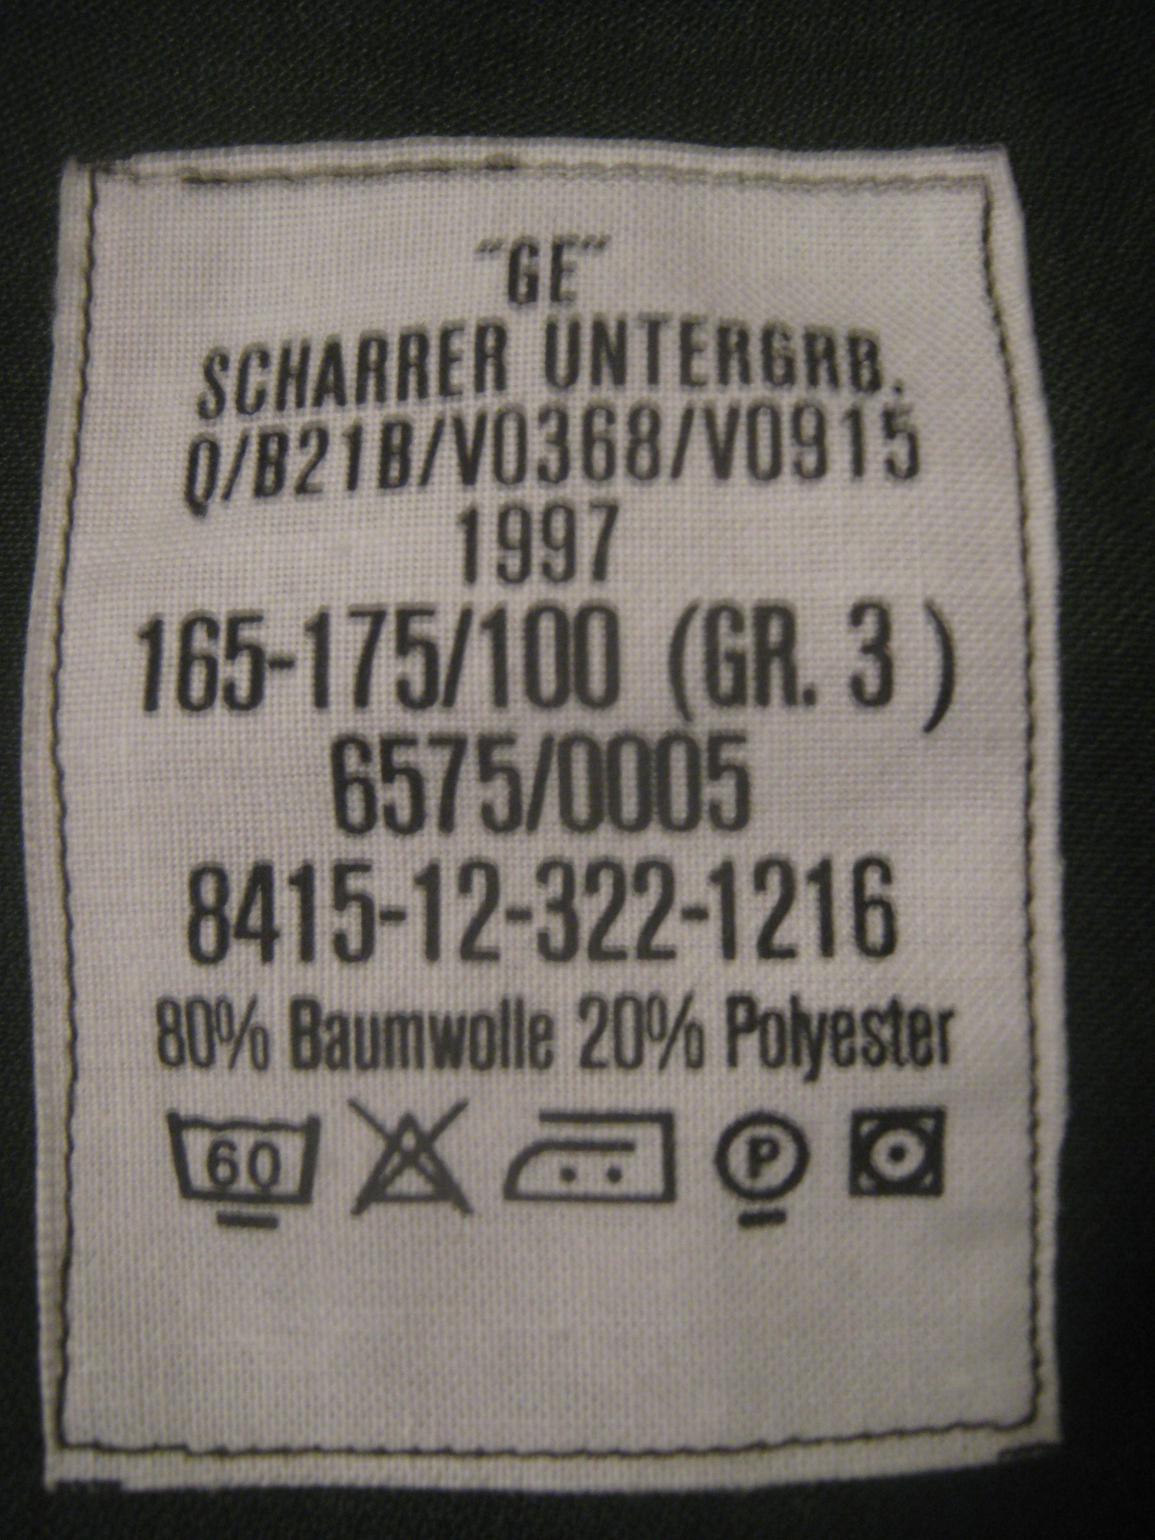 "GE"
SCHARRER UNTERGRB.
Q/B21B/V0368/V0915
1997
165-175/100 (GR. 3 )
6575/0005
8415-12-322-1216
80% Baumwolle 20% Polyester
60 P